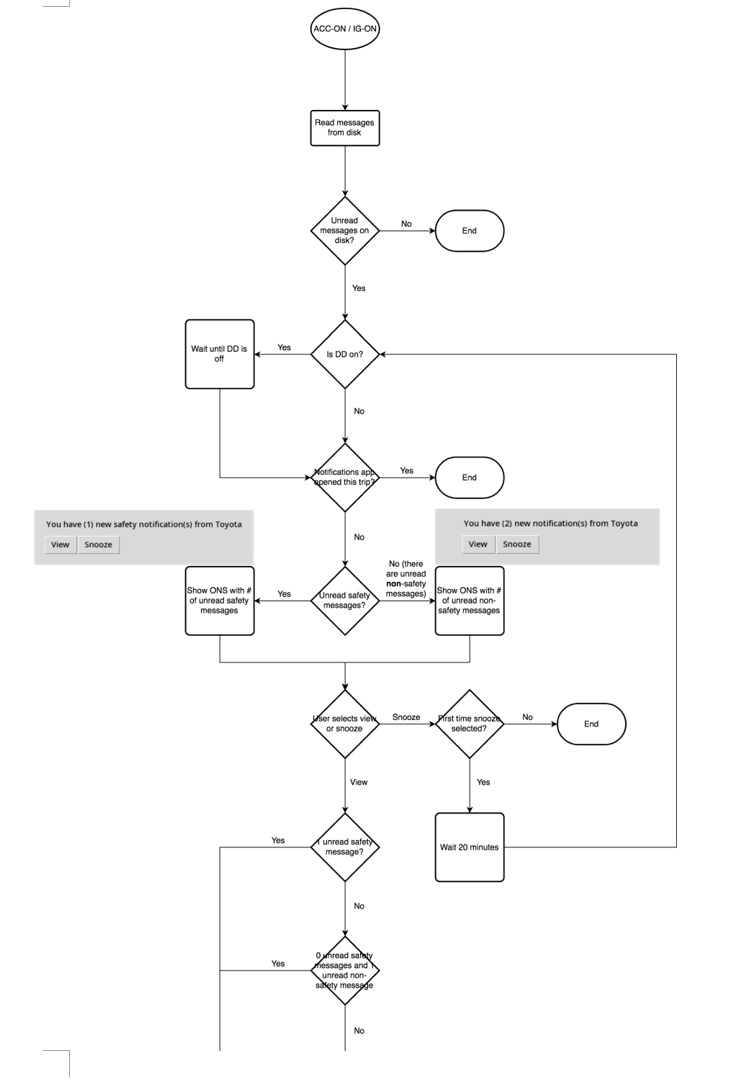 ACC-ON / IG-ON
Read messages
from disk
Unread
messages on
disk?
No
End
Yes
Wait until DD is
off
Yes
Is DD on?
No
Notifications app
opened this trip?
Yes
End
You have (1) new safety notification(s) from Toyota
View
Snooze
You have (2) new notification(s) from Toyota
View
Snooze
No
No (there
are unread
non-safety
messages)
Show ONS with #
of unread safety
messages
Yes
Unread safety
messages?
Show ONS with #
of unread non-
safety messages
User selects view
or snooze
Snooze
First time snooze
selected?
No
End
View
Yes
Yes
1 unread safety
message?
Wait 20 minutes
No
Yes
0 unread safety
messages and 1
unread non-
safety message
No